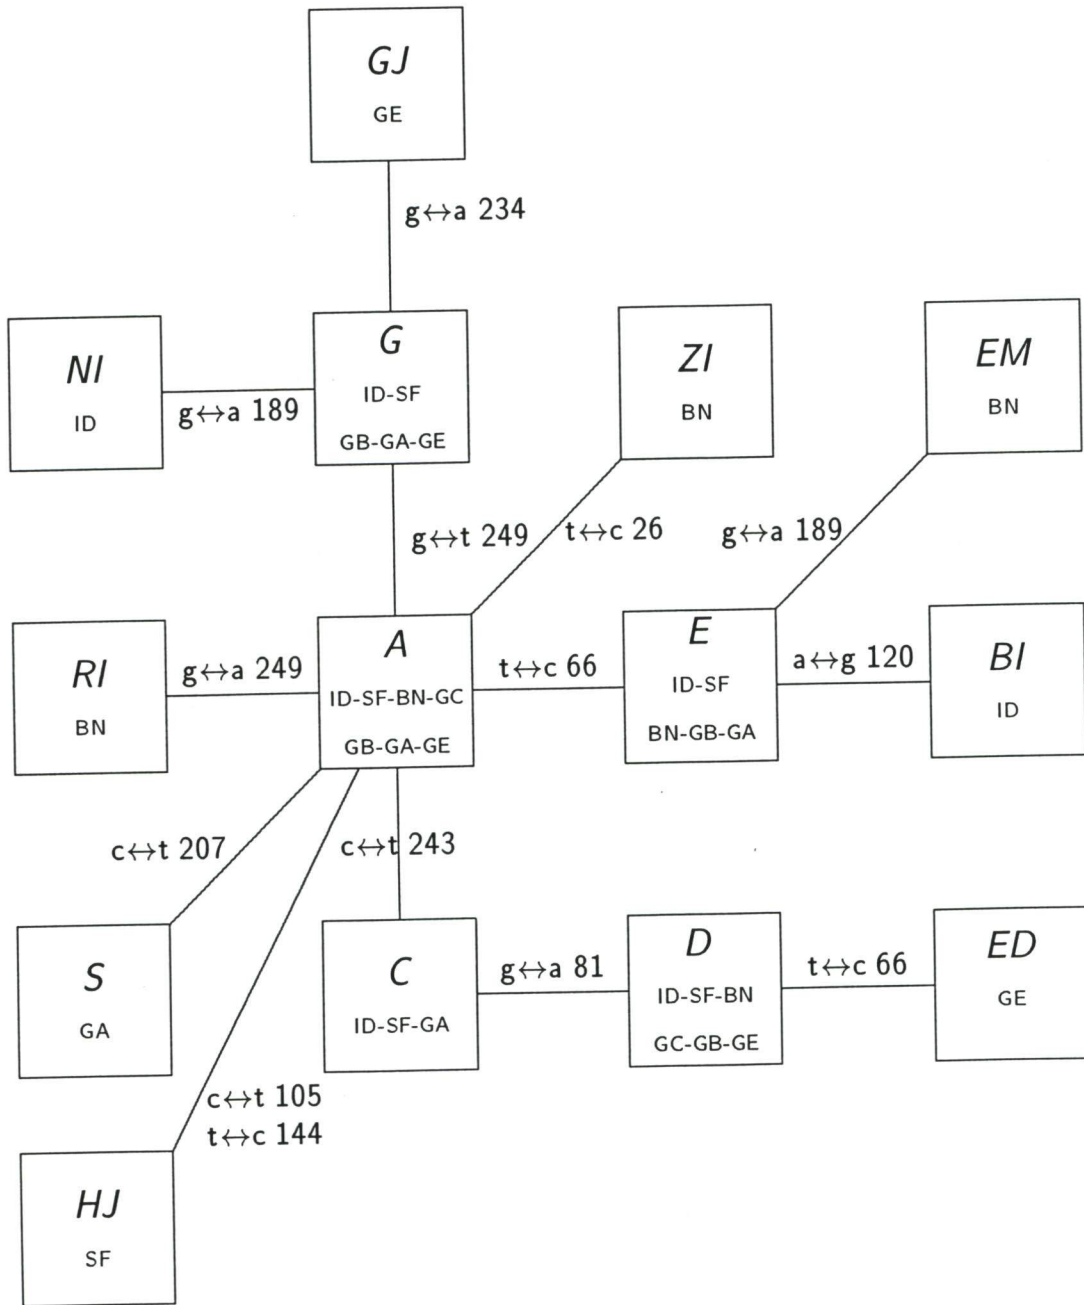 GJ
GE
g↔a 234
NI
ID
g↔a 189
G
ID-SF
GB-GA-GE
ZI
BN
EM
BN
g↔t 249
t↔c 26
g↔a 189
RI
BN
g↔a 249
A
ID-SF-BN-GC
GB-GA-GE
t↔c 66
E
ID-SF
BN-GB-GA
a↔g 120
BI
ID
c↔t 207
c↔t 243
S
GA
C
ID-SF-GA
g↔a 81
D
ID-SF-BN
GC-GB-GE
t↔c 66
ED
GE
c↔t 105
t↔c 144
HJ
SF